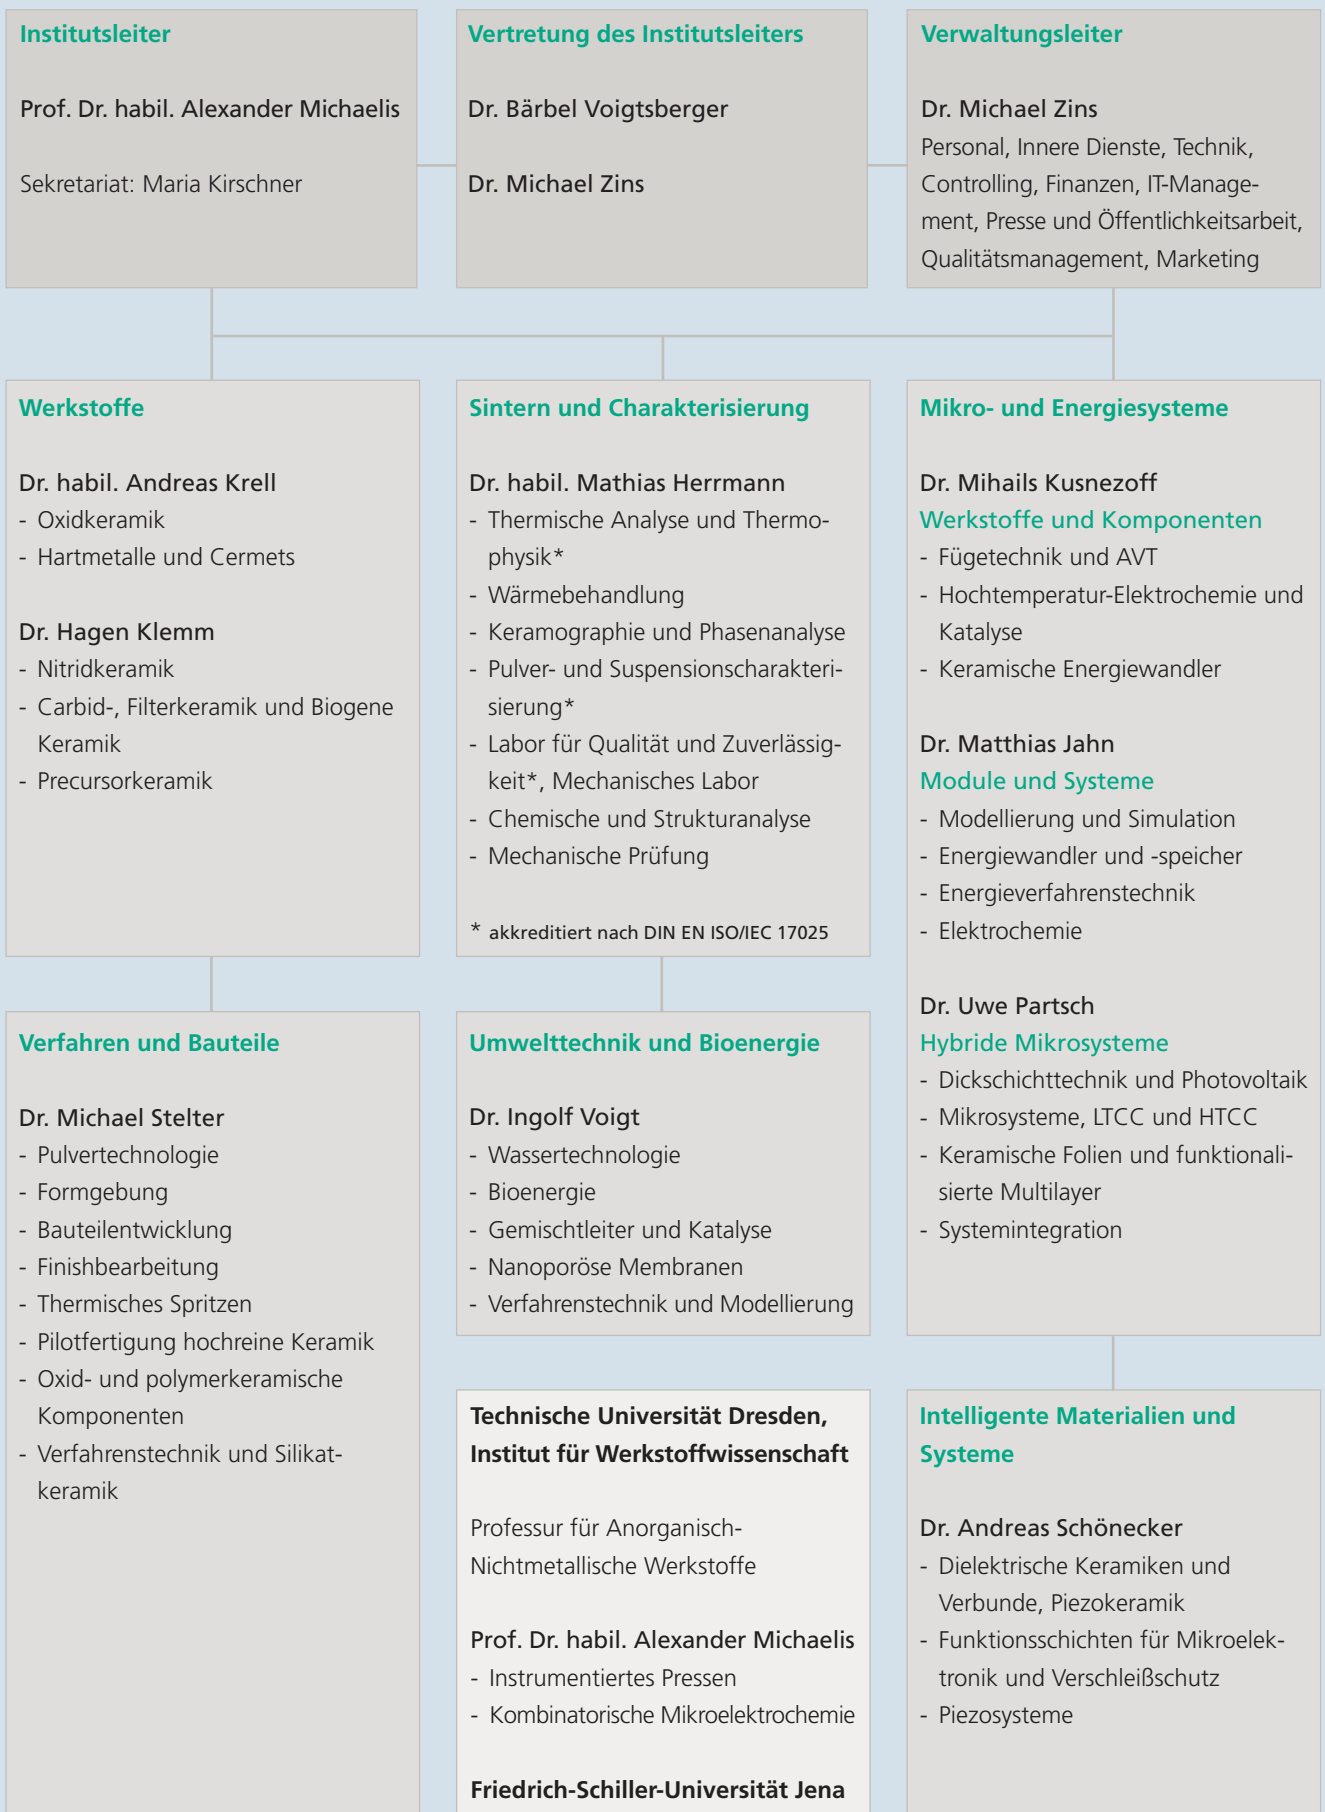 Institutsleiter
Prof. Dr. habil. Alexander Michaelis
Sekretariat: Maria Kirschner
Vertretung des Institutsleiters
Dr. Bärbel Voigtsberger
Dr. Michael Zins
Verwaltungsleiter
Dr. Michael Zins
Personal, Innere Dienste, Technik,
Controlling, Finanzen, IT-Manage-
ment, Presse und Öffentlichkeitsarbeit,
Qualitätsmanagement, Marketing
Werkstoffe
Dr. habil. Andreas Krell
- Oxidkeramik
- Hartmetalle und Cermets
Dr. Hagen Klemm
- Nitridkeramik
- Carbid-, Filterkeramik und Biogene
Keramik
- Precursorkeramik
Sintern und Charakterisierung
Dr. habil. Mathias Herrmann
- Thermische Analyse und Thermo-
physik*
- Wärmebehandlung
- Keramographie und Phasenanalyse
- Pulver- und Suspensionscharakteri-
sierung*
- Labor für Qualität und Zuverlässig-
keit*, Mechanisches Labor
- Chemische und Strukturanalyse
- Mechanische Prüfung
* akkreditiert nach DIN EN ISO/IEC 17025
Mikro- und Energiesysteme
Dr. Mihails Kusnezoff
Werkstoffe und Komponenten
- Fügetechnik und AVT
- Hochtemperatur-Elektrochemie und
Katalyse
- Keramische Energiewandler
Dr. Matthias Jahn
Module und Systeme
- Modellierung und Simulation
- Energiewandler und -speicher
- Energieverfahrenstechnik
- Elektrochemie
Dr. Uwe Partsch
Hybride Mikrosysteme
- Dickschichttechnik und Photovoltaik
- Mikrosysteme, LTCC und HTCC
- Keramische Folien und funktionali-
sierte Multilayer
- Systemintegration
Verfahren und Bauteile
Dr. Michael Stelter
- Pulvertechnologie
- Formgebung
- Bauteilentwicklung
- Finishbearbeitung
- Thermisches Spritzen
- Pilotfertigung hochreine Keramik
- Oxid- und polymerkeramische
Komponenten
- Verfahrenstechnik und Silikat-
keramik
Umwelttechnik und Bioenergie
Dr. Ingolf Voigt
- Wassertechnologie
- Bioenergie
- Gemischtleiter und Katalyse
- Nanoporöse Membranen
- Verfahrenstechnik und Modellierung
Technische Universität Dresden,
Institut für Werkstoffwissenschaft
Professur für Anorganisch-
Nichtmetallische Werkstoffe
Prof. Dr. habil. Alexander Michaelis
- Instrumentiertes Pressen
- Kombinatorische Mikroelektrochemie
Friedrich-Schiller-Universität Jena
Intelligente Materialien und
Systeme
Dr. Andreas Schönecker
- Dielektrische Keramiken und
Verbunde, Piezokeramik
- Funktionsschichten für Mikroelek-
tronik und Verschleißschutz
- Piezosysteme